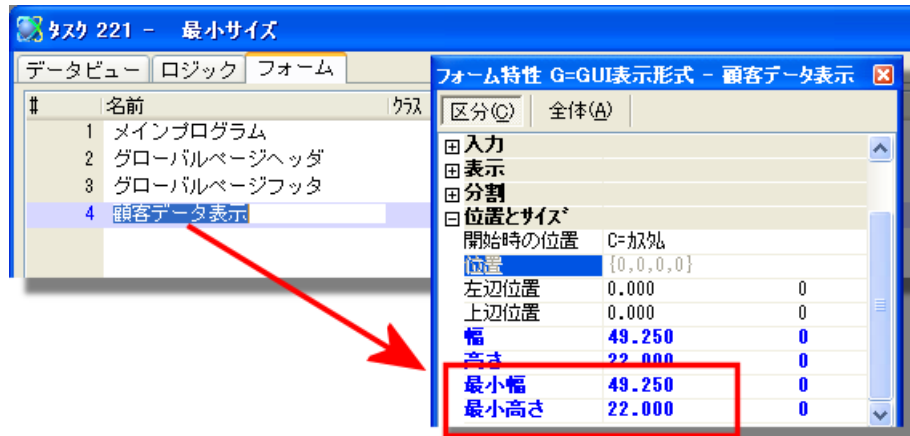 タスク 221 - 最小サイズ
データビュー ロジック フォーム
# 名前 クラス
1 メインプログラム
2 グローバルページヘッダ
3 グローバルページフッタ
4 顧客データ表示
フォーム特性 G=GUI表示形式 - 顧客データ表示
区分(C) 全体(A)
入力
表示
分割
位置とサイズ
開始時の位置 C=カスタム
位置 {0,0,0,0}
左辺位置 0.000 0
上辺位置 0.000 0
幅 49.250 0
高さ 22.000 0
最小幅 49.250 0
最小高さ 22.000 0